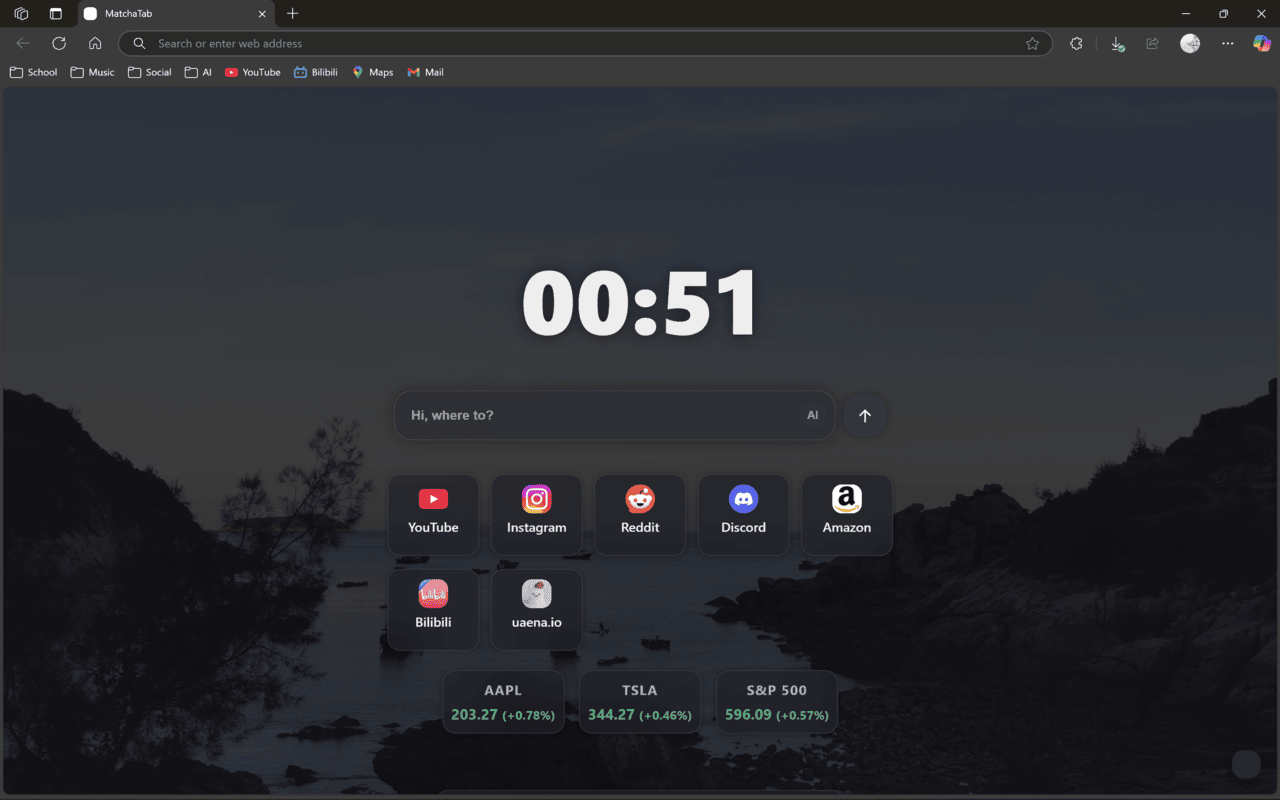 MatchaTab
Search or enter web address
School Music Social AI YouTube Bilibili Maps Mail
00:51
Hi, where to? AI
YouTube Instagram Reddit Discord Amazon
bilibili
Bilibili uaena.io
AAPL TSLA S&P 500
203.27 (+0.78%) 344.27 (+0.46%) 596.09 (+0.57%)